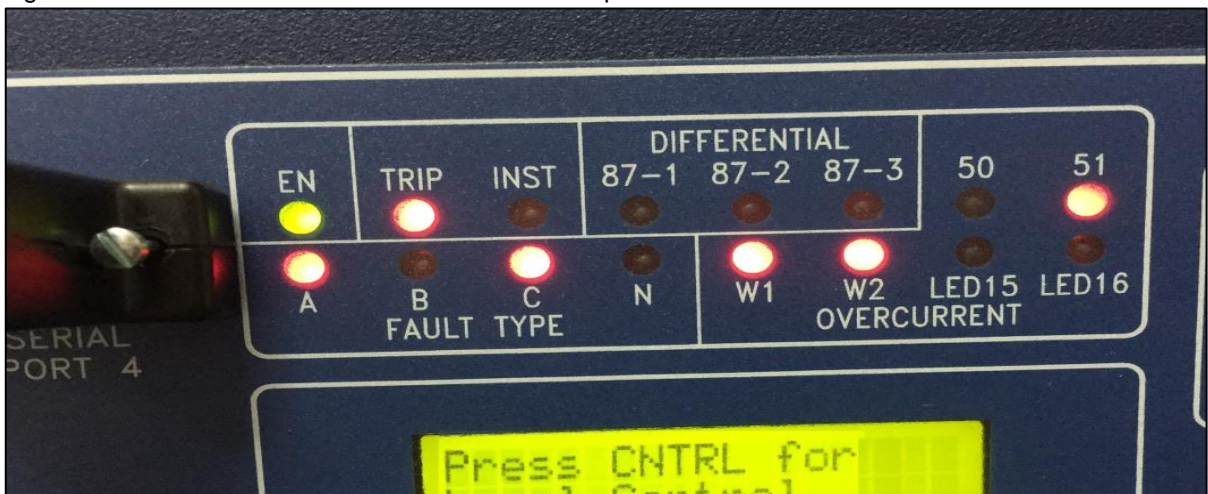 EN TRIP INST 87-1 DIFFERENTIAL 87-2 87-3 50 51
A B C N W1 W2 LED15 LED16
FAULT TYPE OVERCURRENT
SERIAL
PORT 4
Press CNTRL for